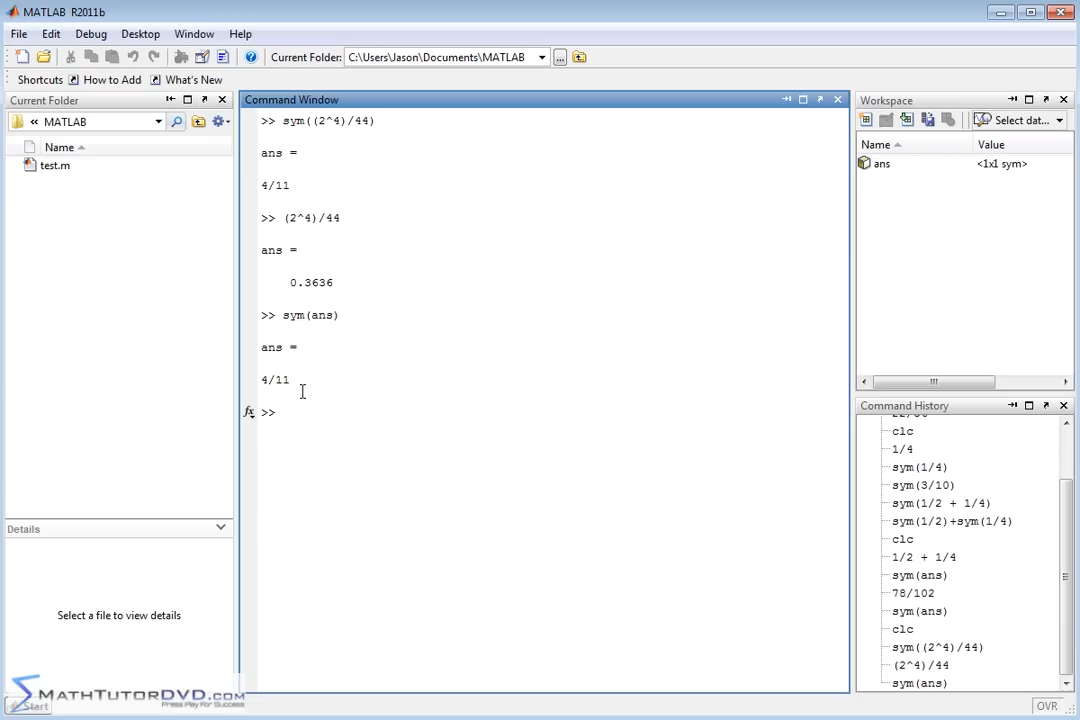 MATLAB R2011b
File Edit Debug Desktop Window Help
Current Folder: C:\Users\Jason\Documents\MATLAB
Shortcuts How to Add What's New
Current Folder
« MATLAB
Name
test.m
Details
Select a file to view details
Command Window
>> sym((2^4)/44)
ans =
4/11
>> (2^4)/44
ans =
0.3636
>> sym(ans)
ans =
4/11
fx >>
Workspace
Select dat...
Name Value
ans <1x1 sym>
Command History
clc
1/4
sym(1/4)
sym(3/10)
sym(1/2 + 1/4)
sym(1/2)+sym(1/4)
clc
1/2 + 1/4
sym(ans)
78/102
sym(ans)
clc
sym((2^4)/44)
(2^4)/44
sym(ans)
MathTutorDVD.com
Press Play For Success
Start
OVR